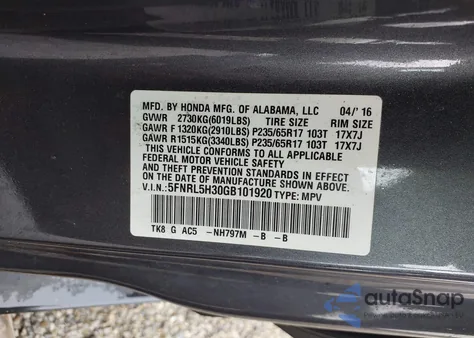 MFD. BY HONDA MFG. OF ALABAMA, LLC 04/'16
GVWR 2730KG(6019LBS) TIRE SIZE RIM SIZE
GAWR F 1320KG(2910LBS) P235/65R17 103T 17X7J
GAWR R1515KG(3340LBS) P235/65R17 103T 17X7J
THIS VEHICLE CONFORMS TO ALL APPLICABLE
FEDERAL MOTOR VEHICLE SAFETY STANDARDS
IN EFFECT ON THE DATE OF MANUFACTURE
SHOWN ABOVE.
V.I.N.:5FNRL5H30GB101920 TYPE: MPV
TK8 G AC5 -NH797M -B -B
autoSnap